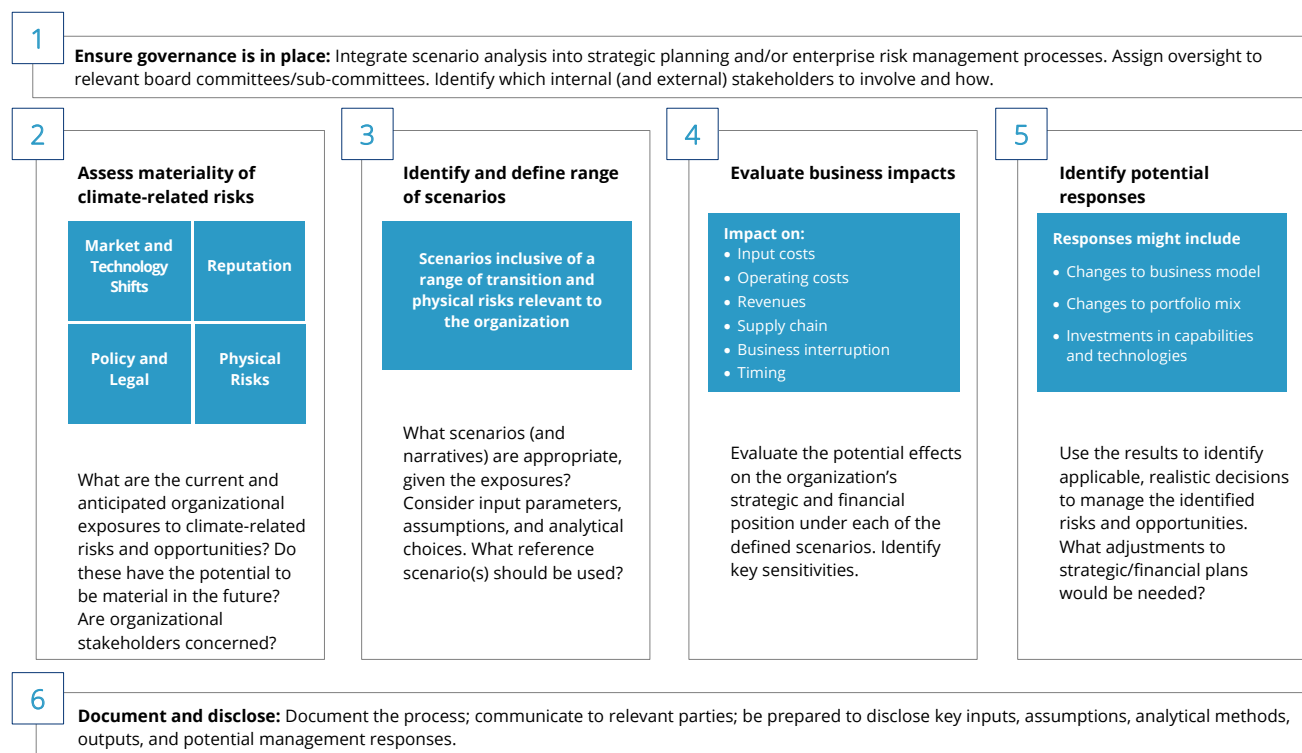 1
Ensure governance is in place: Integrate scenario analysis into strategic planning and/or enterprise risk management processes. Assign oversight to
relevant board committees/sub-committees. Identify which internal (and external) stakeholders to involve and how.
2
Assess materiality of
climate-related risks
Market and
Technology
Shifts
Reputation
Policy and
Legal
Physical
Risks
What are the current and
anticipated organizational
exposures to climate-related
risks and opportunities? Do
these have the potential to
be material in the future?
Are organizational
stakeholders concerned?
3
Identify and define range
of scenarios
Scenarios inclusive of a
range of transition and
physical risks relevant to
the organization
What scenarios (and
narratives) are appropriate,
given the exposures?
Consider input parameters,
assumptions, and analytical
choices. What reference
scenario(s) should be used?
4
Evaluate business impacts
Impact on:
• Input costs
• Operating costs
• Revenues
• Supply chain
• Business interruption
• Timing
Evaluate the potential effects
on the organization’s
strategic and financial
position under each of the
defined scenarios. Identify
key sensitivities.
5
Identify potential
responses
Responses might include
• Changes to business model
• Changes to portfolio mix
• Investments in capabilities
and technologies
Use the results to identify
applicable, realistic decisions
to manage the identified
risks and opportunities.
What adjustments to
strategic/financial plans
would be needed?
6
Document and disclose: Document the process; communicate to relevant parties; be prepared to disclose key inputs, assumptions, analytical methods,
outputs, and potential management responses.